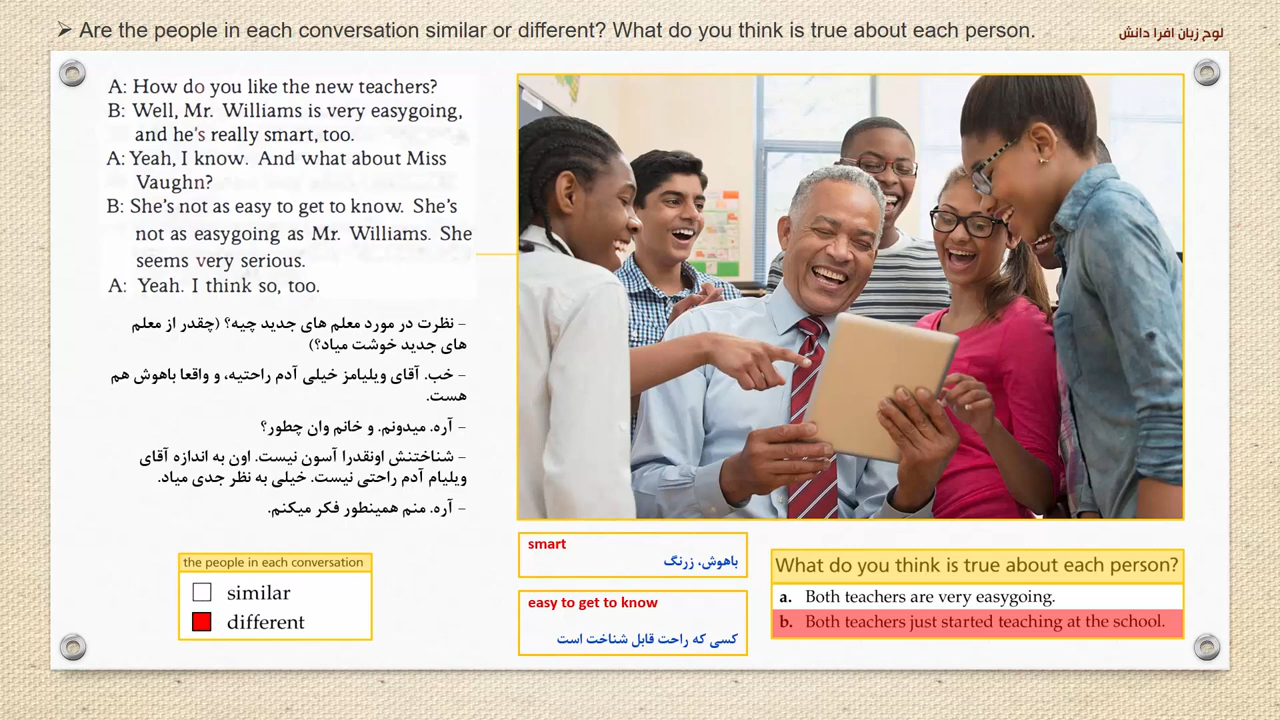 ➢ Are the people in each conversation similar or different? What do you think is true about each person.
لوح زبان افرا دانش
A: How do you like the new teachers?
B: Well, Mr. Williams is very easygoing,
and he's really smart, too.
A: Yeah, I know. And what about Miss
Vaughn?
B: She's not as easy to get to know. She's
not as easygoing as Mr. Williams. She
seems very serious.
A: Yeah. I think so, too.
- نظرت در مورد معلم های جدید چیه؟ (چقدر از معلم
های جدید خوشت میاد؟)
- خب. آقای ویلیامز خیلی آدم راحتیه، و واقعا باهوش هم
هست.
- آره. میدونم. و خانم وان چطور؟
- شناختنش اونقدرا آسون نیست. اون به اندازه آقای
ویلیام آدم راحتی نیست. خیلی به نظر جدی میاد.
- آره. منم همینطور فکر میکنم.
the people in each conversation
similar
different
smart
باهوش، زرنگ
easy to get to know
کسی که راحت قابل شناخت است
What do you think is true about each person?
a. Both teachers are very easygoing.
b. Both teachers just started teaching at the school.